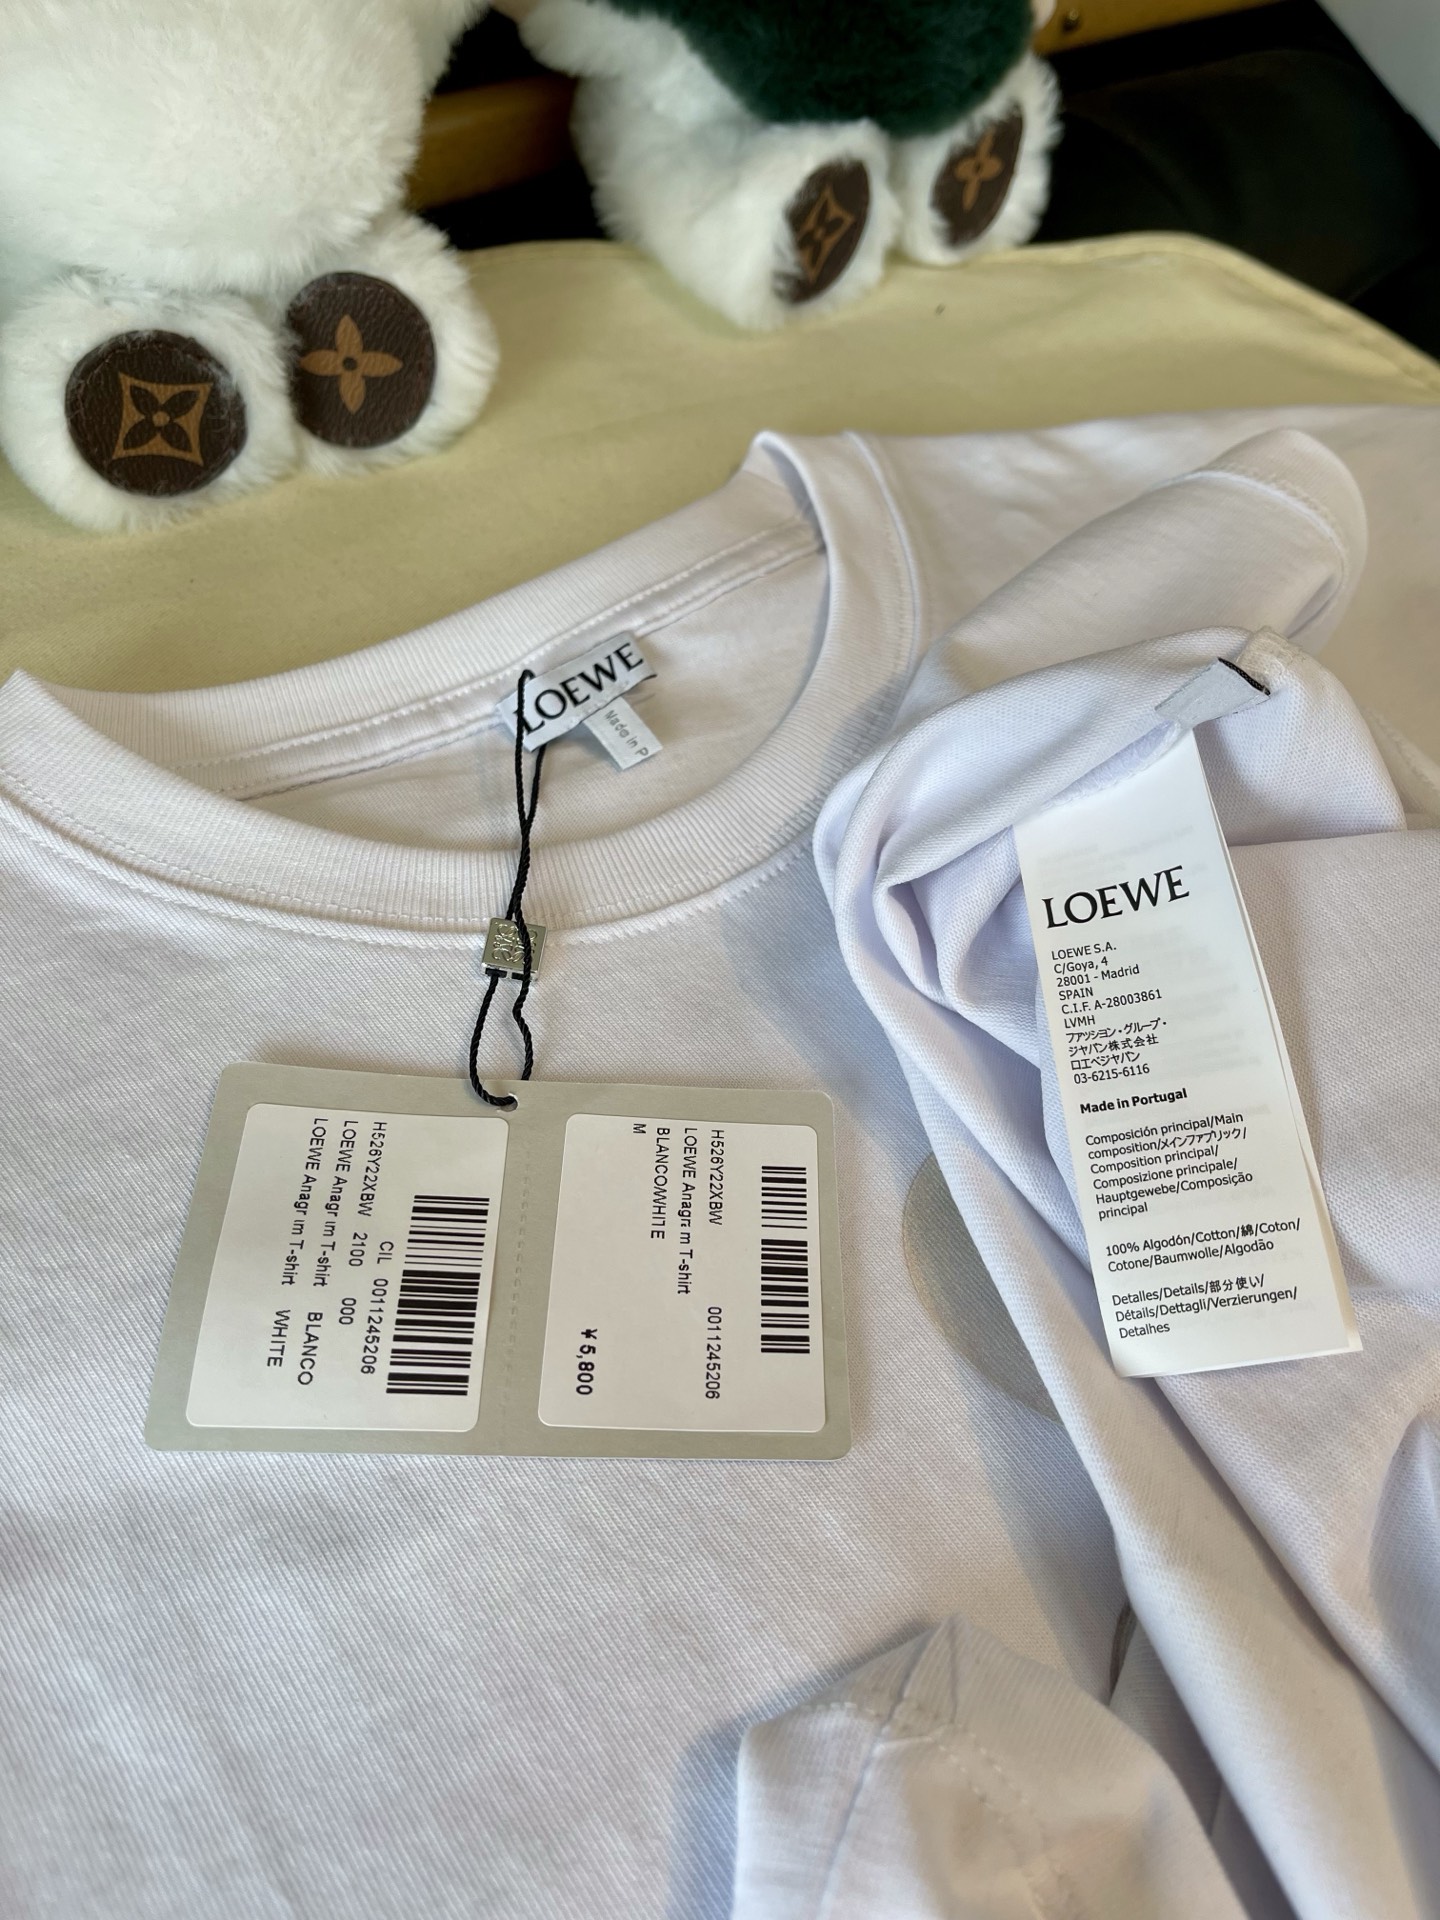 LOEWE
Made in P
LOEWE
LOEWE S.A.
C/Goya, 4
28001 - Madrid
SPAIN
C.I.F. A-28003861
LVMH
ファッション・グループ・
ジャパン株式会社
ロエベジャパン
03-6215-6116
Made in Portugal
Composición principal/Main
composition/メインファブリック/
Composition principal/
Composizione principale/
Hauptgewebe/Composição
principal
100% Algodón/Cotton/綿/Coton/
Cotone/Baumwolle/Algodão
Detalles/Details/部分使い/
Détails/Dettagli/Verzierungen/
Detalhes
CIL 0011245206
H526Y22XBW 2100 000
LOEWE Anagr m T-shirt BLANCO
LOEWE Anagr m T-shirt WHITE
H526Y22XBW 0011245206
LOEWE Anagr m T-shirt
BLANCO/WHITE
M
¥ 5,800